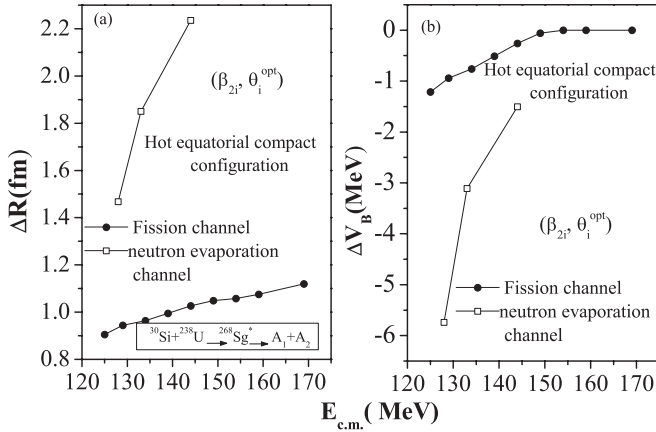 (a)
2.2
2.0
1.8
1.6
1.4
1.2
1.0
0.8
ΔR(fm)
(β2i, θi^opt)
Hot equatorial compact
configuration
Fission channel
neutron evaporation
channel
30Si+238U → 268Sg* → A1+A2
120 130 140 150 160 170
(b)
0
-1
-2
-3
-4
-5
-6
ΔVB(MeV)
Hot equatorial compact
configuration
(β2i, θi^opt)
Fission channel
neutron evaporation
channel
120 130 140 150 160 170
Ec.m.( MeV)